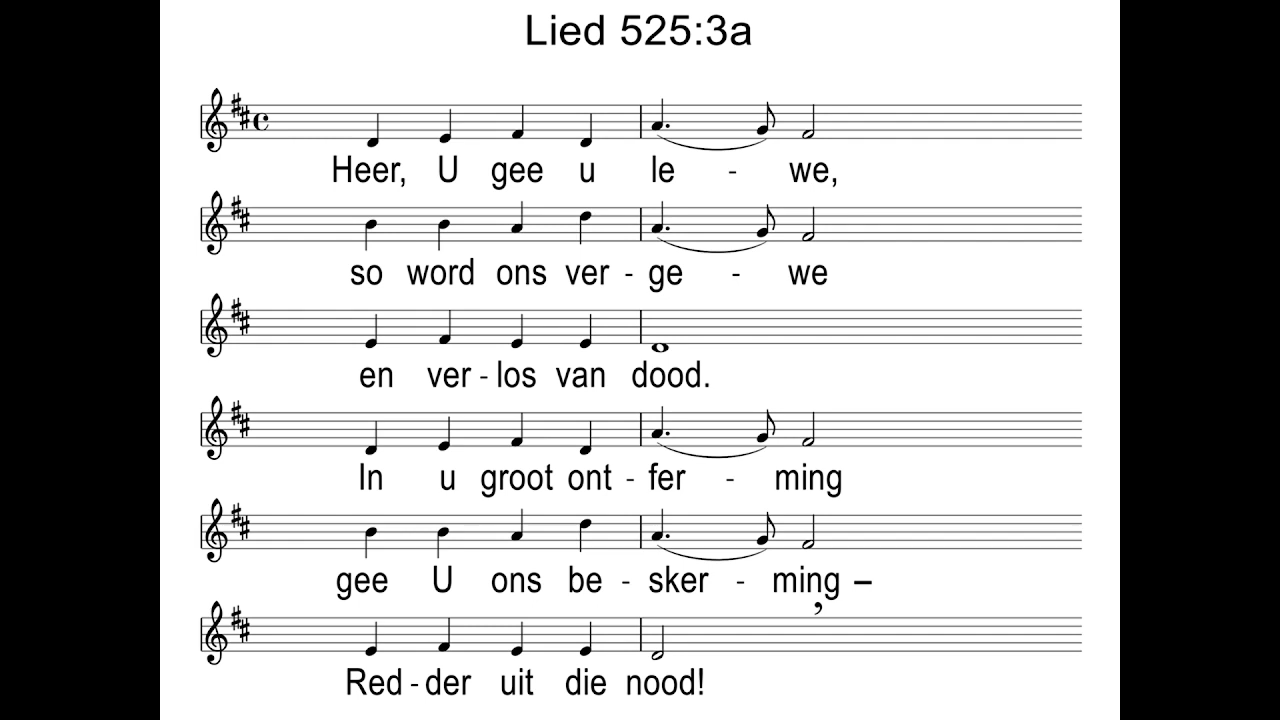 Lied 525:3a
Heer, U gee u le - we,
so word ons ver - ge - we
en ver - los van dood.
In u groot ont - fer - ming
gee U ons be - sker - ming –
Red - der uit die nood!